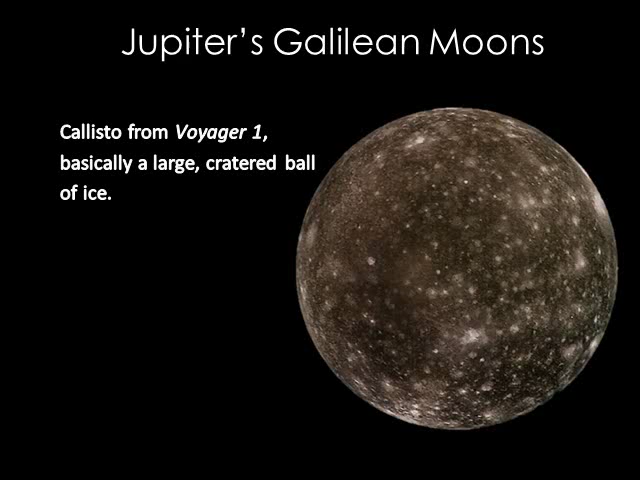 Jupiter’s Galilean Moons
Callisto from Voyager 1,
basically a large, cratered ball
of ice.